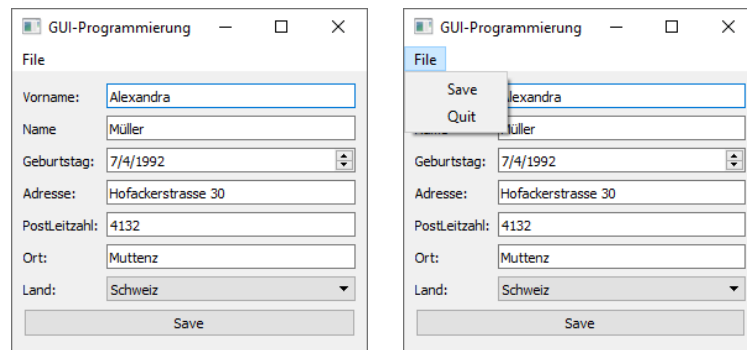 GUI-Programmierung
File
Vorname: Alexandra
Name Müller
Geburtstag: 7/4/1992
Adresse: Hofackerstrasse 30
PostLeitzahl: 4132
Ort: Muttenz
Land: Schweiz
Save
GUI-Programmierung
File
Save
Quit
lexandra
Müller
Geburtstag: 7/4/1992
Adresse: Hofackerstrasse 30
PostLeitzahl: 4132
Ort: Muttenz
Land: Schweiz
Save